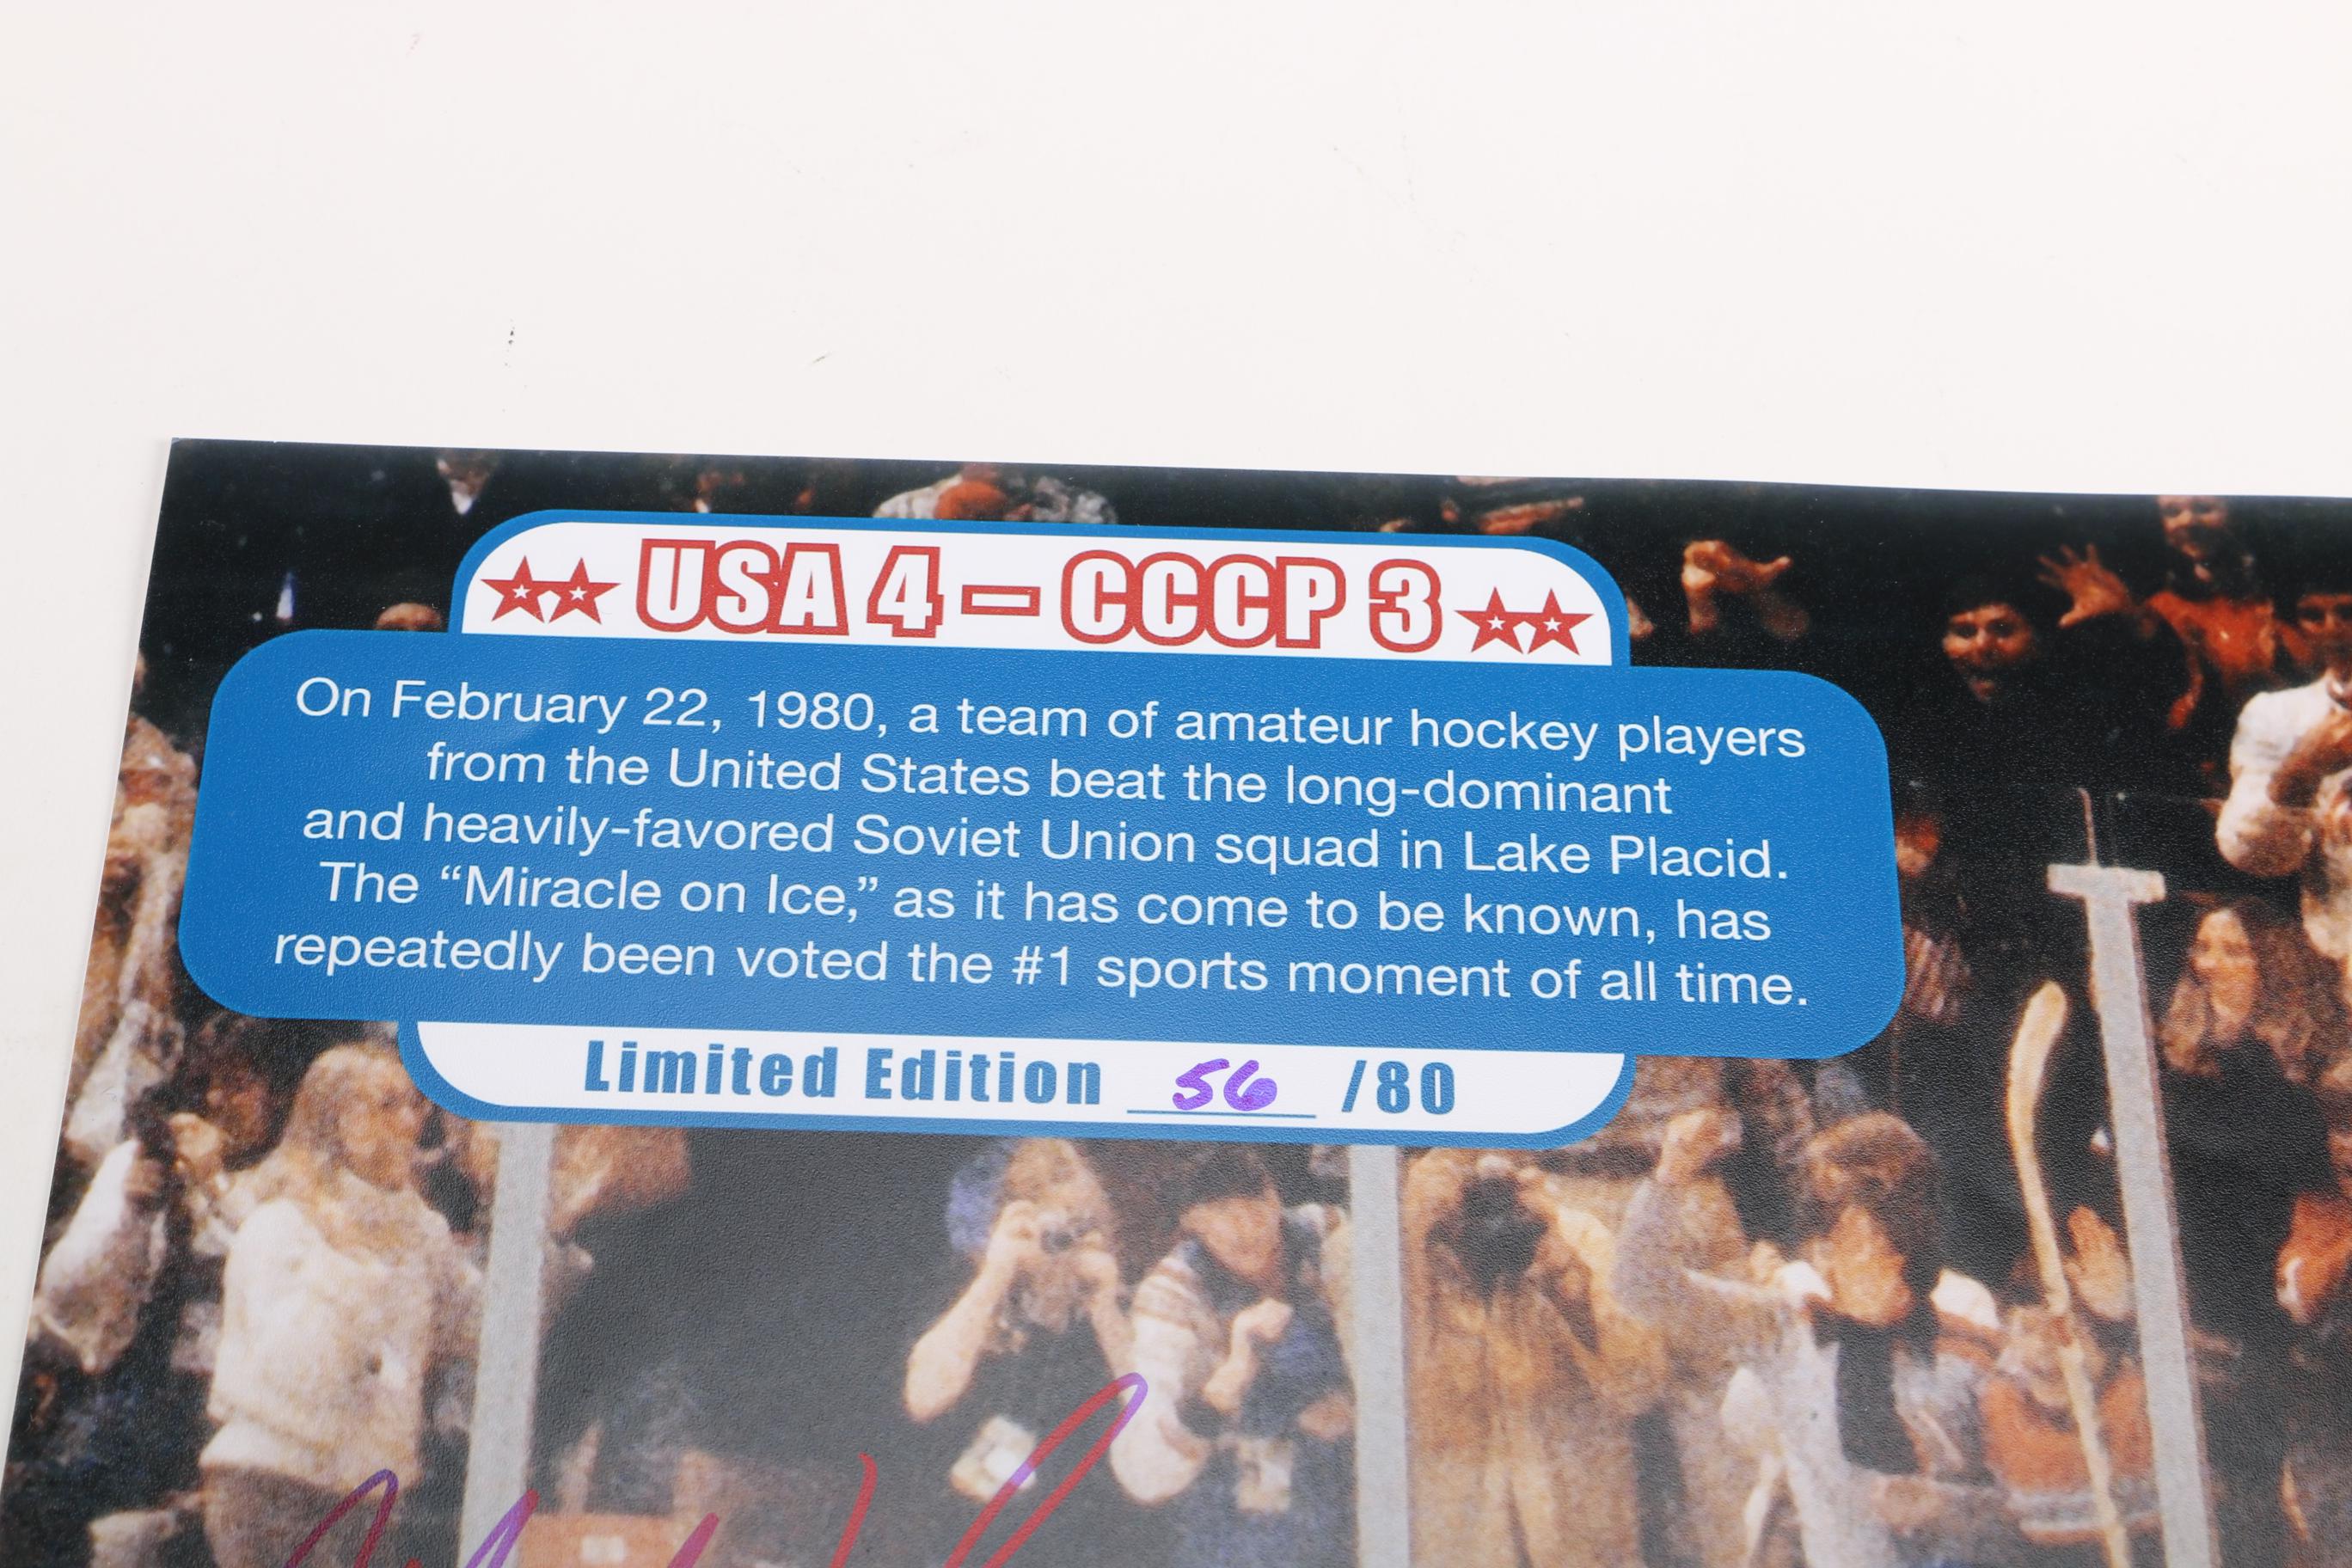 USA 4 – CCCP 3
On February 22, 1980, a team of amateur hockey players
from the United States beat the long-dominant
and heavily-favored Soviet Union squad in Lake Placid.
The “Miracle on Ice,” as it has come to be known, has
repeatedly been voted the #1 sports moment of all time.
Limited Edition 56 /80